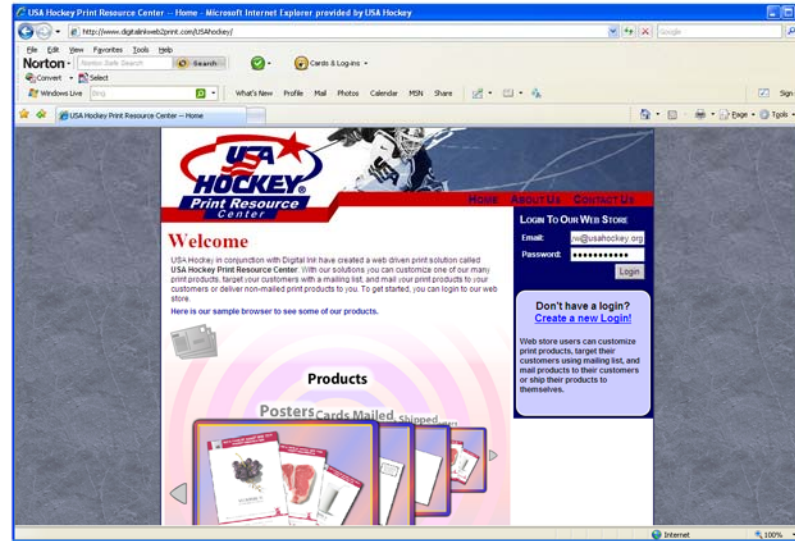 USA Hockey Print Resource Center -- Home - Microsoft Internet Explorer provided by USA Hockey
http://www.digitalinkweb2print.com/USAhockey/
Google
File Edit View Favorites Tools Help
Norton Norton Safe Search Search Cards & Log-ins
Convert Select
Windows Live Bing What's New Profile Mail Photos Calendar MSN Share Sign
USA Hockey Print Resource Center -- Home
Page Tools
USA
HOCKEY
Print Resource
Center
HOME ABOUT US CONTACT US
Welcome
USA Hockey in conjunction with Digital Ink have created a web driven print solution called
USA Hockey Print Resource Center. With our solutions you can customize one of our many
print products, target your customers with a mailing list, and mail your print products to your
customers or deliver non-mailed print products to you. To get started, you can login to our web
store.
Here is our sample browser to see some of our products.
Products
Posters Cards Mailed Shipped
LOGIN TO OUR WEB STORE
Email: @usahockey.org
Password: •••••••••••
Login
Don't have a login?
Create a new Login!
Web store users can customize
print products, target their
customers using mailing list, and
mail products to their customers
or ship their products to
themselves.
Internet 100%